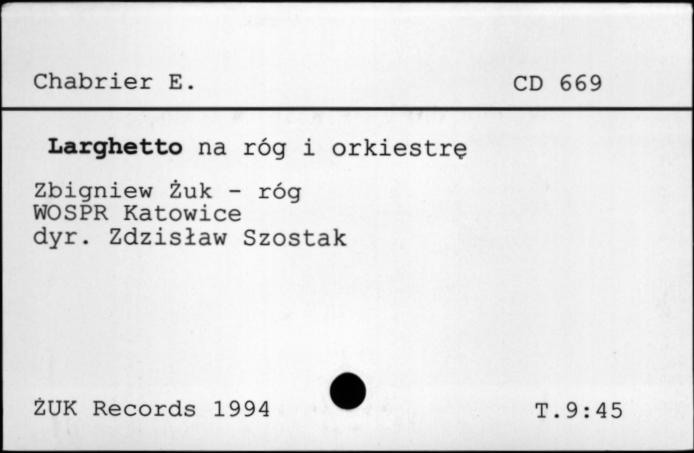 Chabrier E. CD 669
Larghetto na róg i orkiestrę
Zbigniew Żuk - róg
WOSPR Katowice
dyr. Zdzisław Szostak
ŻUK Records 1994 T.9:45